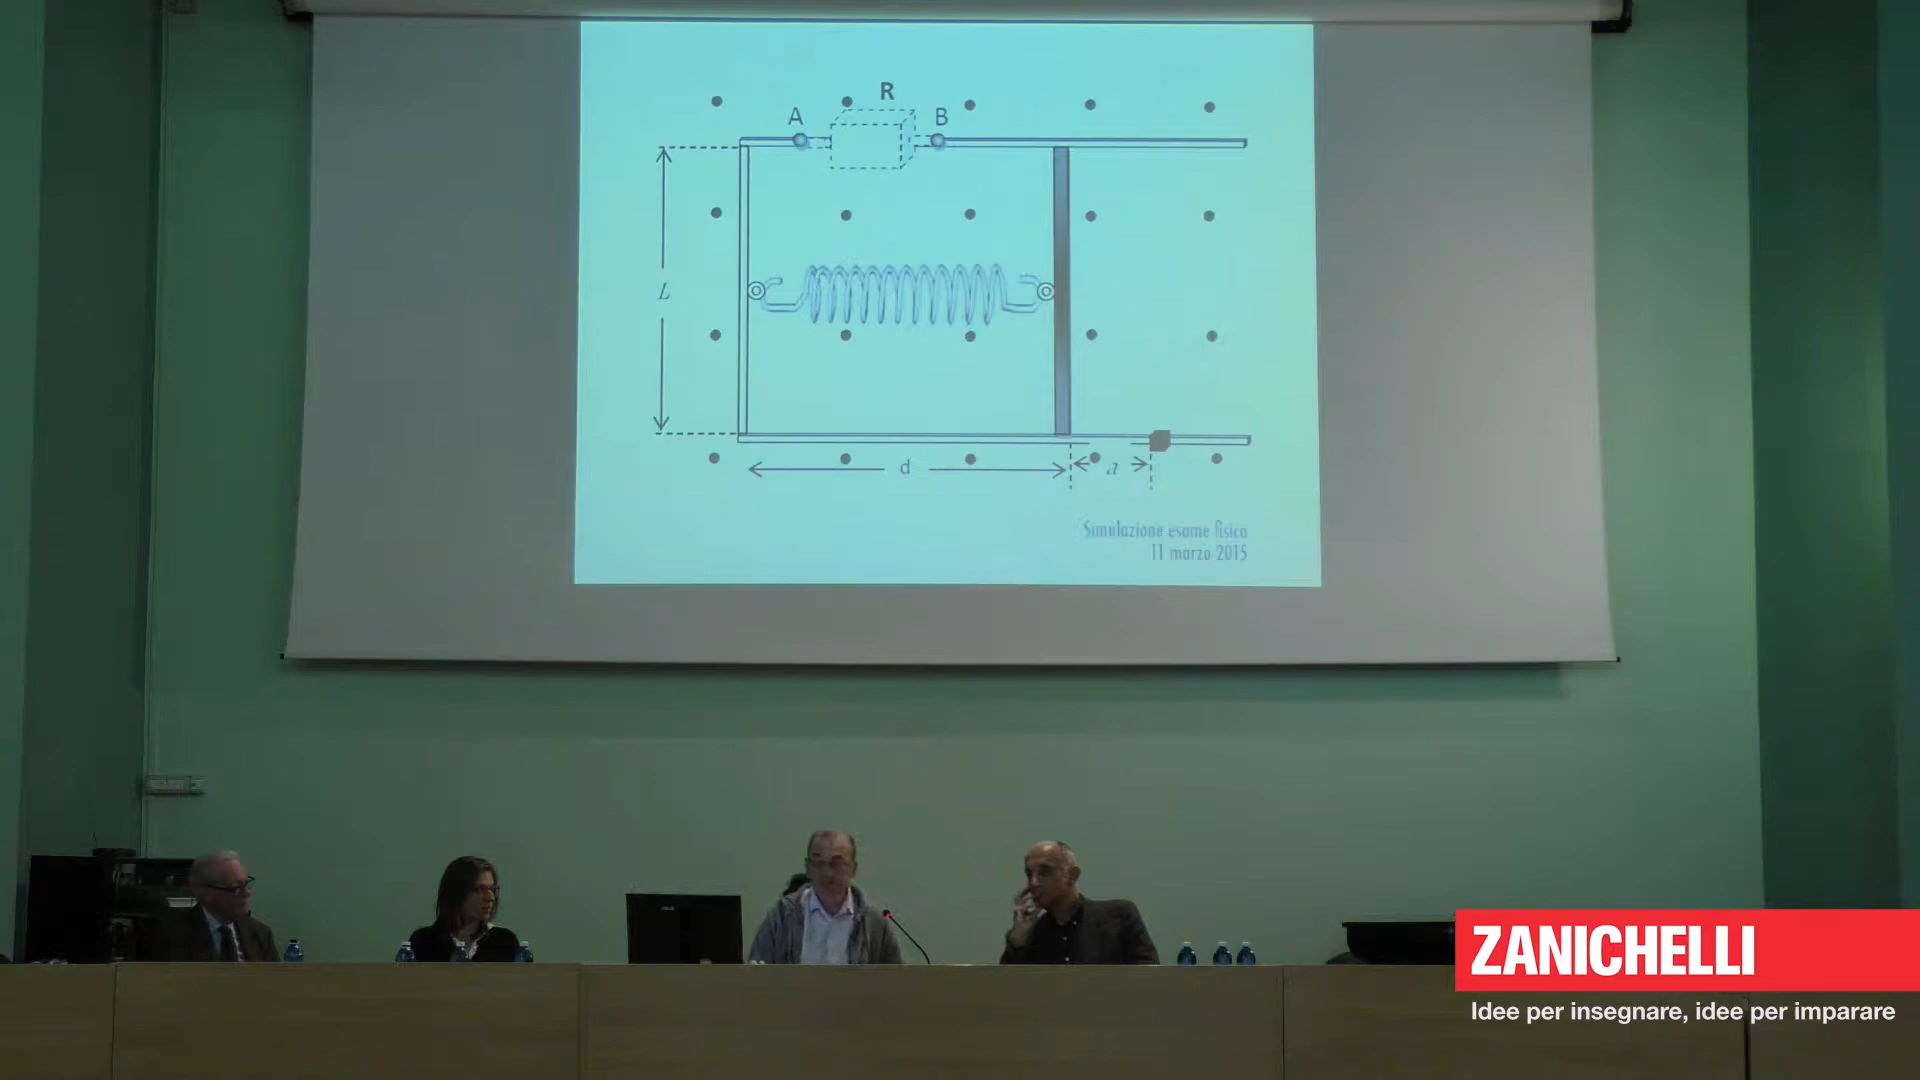 R
A
B
L
d
a
Simulazione esame fisica
11 marzo 2015
ZANICHELLI
Idee per insegnare, idee per imparare